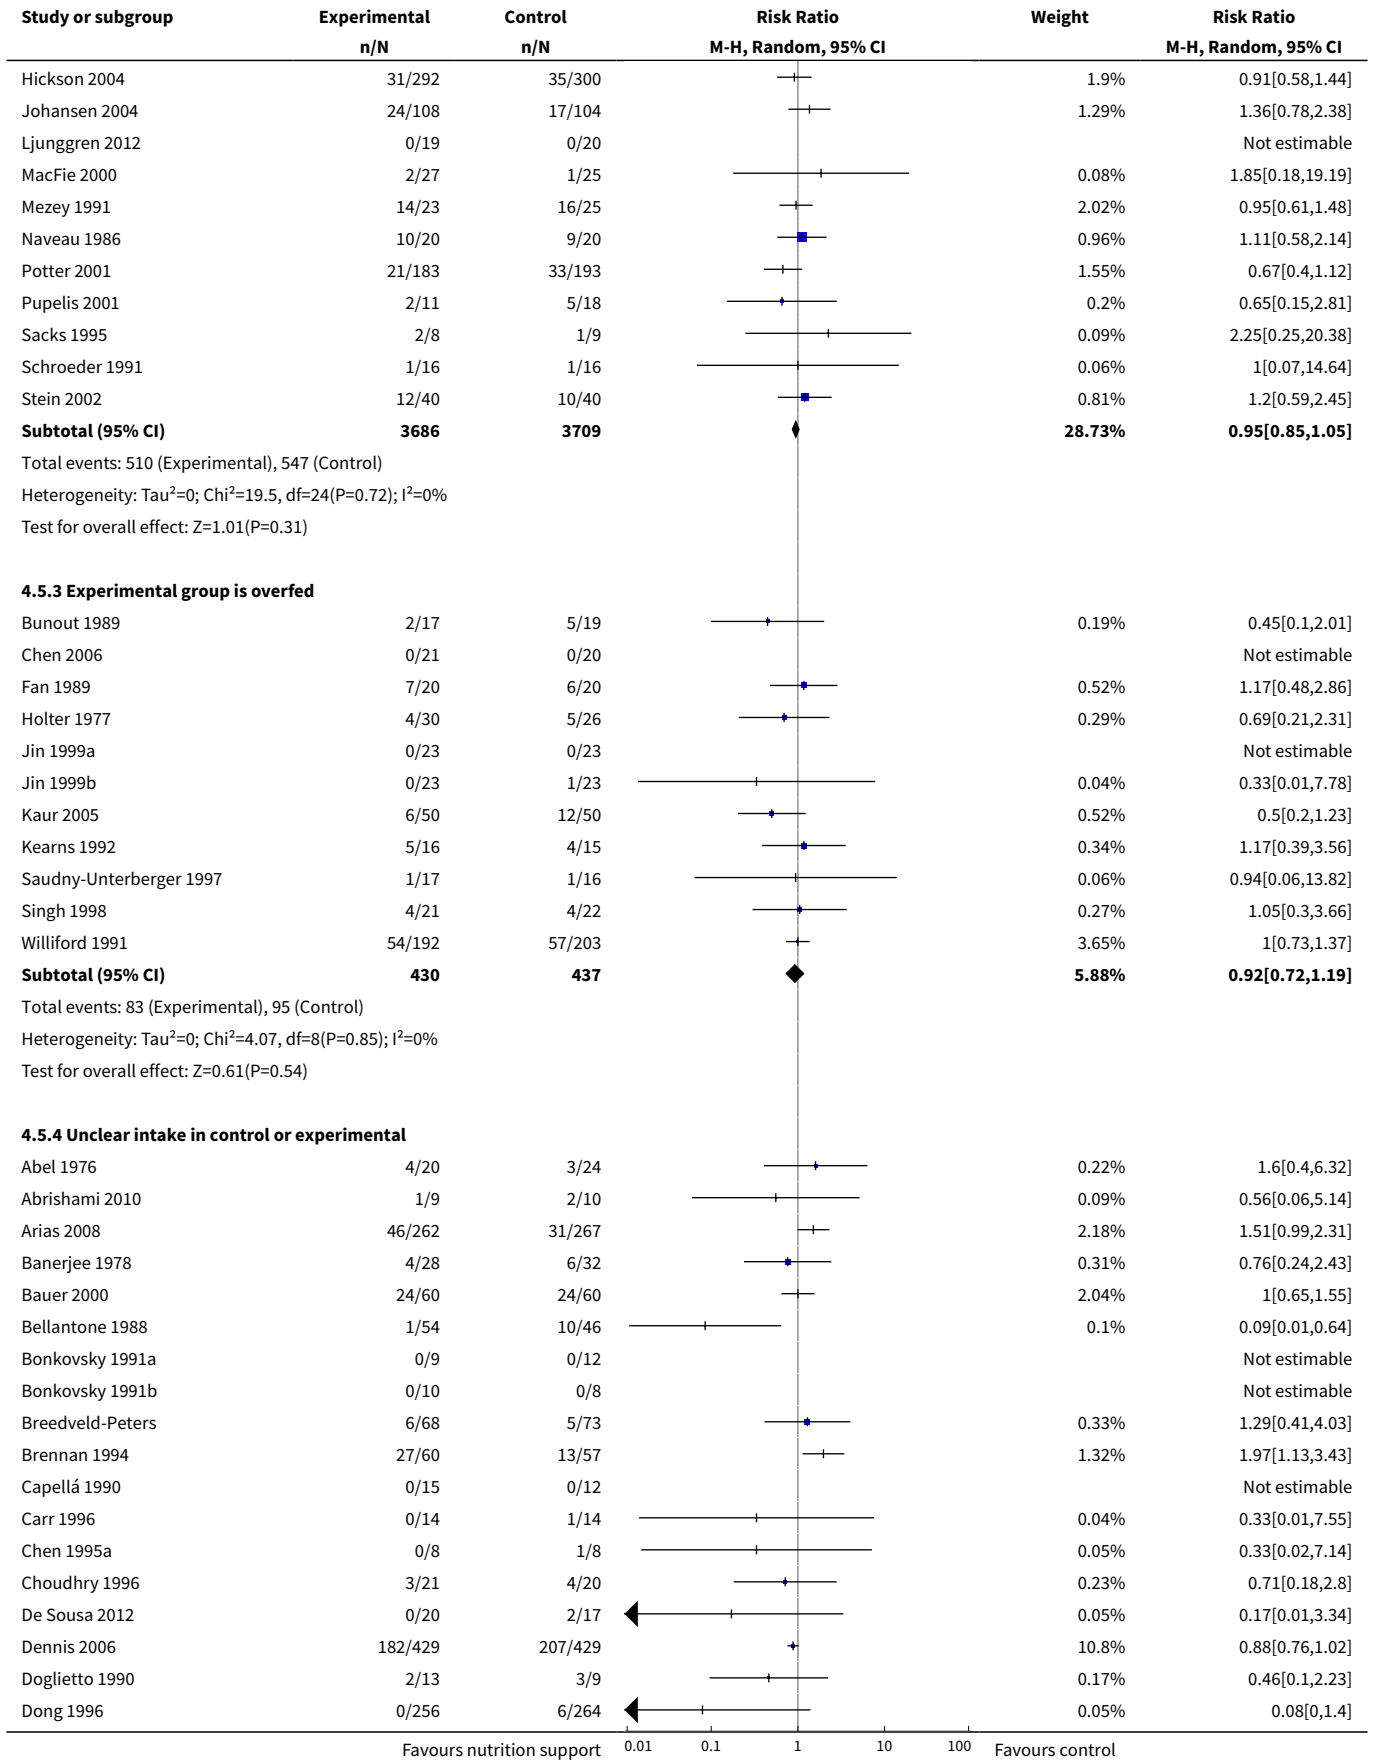 Study or subgroup Experimental Control Risk Ratio Weight Risk Ratio
n/N n/N M-H, Random, 95% CI M-H, Random, 95% CI
Hickson 2004 31/292 35/300 1.9% 0.91[0.58,1.44]
Johansen 2004 24/108 17/104 1.29% 1.36[0.78,2.38]
Ljunggren 2012 0/19 0/20 Not estimable
MacFie 2000 2/27 1/25 0.08% 1.85[0.18,19.19]
Mezey 1991 14/23 16/25 2.02% 0.95[0.61,1.48]
Naveau 1986 10/20 9/20 0.96% 1.11[0.58,2.14]
Potter 2001 21/183 33/193 1.55% 0.67[0.4,1.12]
Pupelis 2001 2/11 5/18 0.2% 0.65[0.15,2.81]
Sacks 1995 2/8 1/9 0.09% 2.25[0.25,20.38]
Schroeder 1991 1/16 1/16 0.06% 1[0.07,14.64]
Stein 2002 12/40 10/40 0.81% 1.2[0.59,2.45]
Subtotal (95% CI) 3686 3709 28.73% 0.95[0.85,1.05]
Total events: 510 (Experimental), 547 (Control)
Heterogeneity: Tau²=0; Chi²=19.5, df=24(P=0.72); I²=0%
Test for overall effect: Z=1.01(P=0.31)
4.5.3 Experimental group is overfed
Bunout 1989 2/17 5/19 0.19% 0.45[0.1,2.01]
Chen 2006 0/21 0/20 Not estimable
Fan 1989 7/20 6/20 0.52% 1.17[0.48,2.86]
Holter 1977 4/30 5/26 0.29% 0.69[0.21,2.31]
Jin 1999a 0/23 0/23 Not estimable
Jin 1999b 0/23 1/23 0.04% 0.33[0.01,7.78]
Kaur 2005 6/50 12/50 0.52% 0.5[0.2,1.23]
Kearns 1992 5/16 4/15 0.34% 1.17[0.39,3.56]
Saudny-Unterberger 1997 1/17 1/16 0.06% 0.94[0.06,13.82]
Singh 1998 4/21 4/22 0.27% 1.05[0.3,3.66]
Williford 1991 54/192 57/203 3.65% 1[0.73,1.37]
Subtotal (95% CI) 430 437 5.88% 0.92[0.72,1.19]
Total events: 83 (Experimental), 95 (Control)
Heterogeneity: Tau²=0; Chi²=4.07, df=8(P=0.85); I²=0%
Test for overall effect: Z=0.61(P=0.54)
4.5.4 Unclear intake in control or experimental
Abel 1976 4/20 3/24 0.22% 1.6[0.4,6.32]
Abrishami 2010 1/9 2/10 0.09% 0.56[0.06,5.14]
Arias 2008 46/262 31/267 2.18% 1.51[0.99,2.31]
Banerjee 1978 4/28 6/32 0.31% 0.76[0.24,2.43]
Bauer 2000 24/60 24/60 2.04% 1[0.65,1.55]
Bellantone 1988 1/54 10/46 0.1% 0.09[0.01,0.64]
Bonkovsky 1991a 0/9 0/12 Not estimable
Bonkovsky 1991b 0/10 0/8 Not estimable
Breedveld-Peters 6/68 5/73 0.33% 1.29[0.41,4.03]
Brennan 1994 27/60 13/57 1.32% 1.97[1.13,3.43]
Capellá 1990 0/15 0/12 Not estimable
Carr 1996 0/14 1/14 0.04% 0.33[0.01,7.55]
Chen 1995a 0/8 1/8 0.05% 0.33[0.02,7.14]
Choudhry 1996 3/21 4/20 0.23% 0.71[0.18,2.8]
De Sousa 2012 0/20 2/17 0.05% 0.17[0.01,3.34]
Dennis 2006 182/429 207/429 10.8% 0.88[0.76,1.02]
Doglietto 1990 2/13 3/9 0.17% 0.46[0.1,2.23]
Dong 1996 0/256 6/264 0.05% 0.08[0,1.4]
Favours nutrition support 0.01 0.1 1 10 100 Favours control